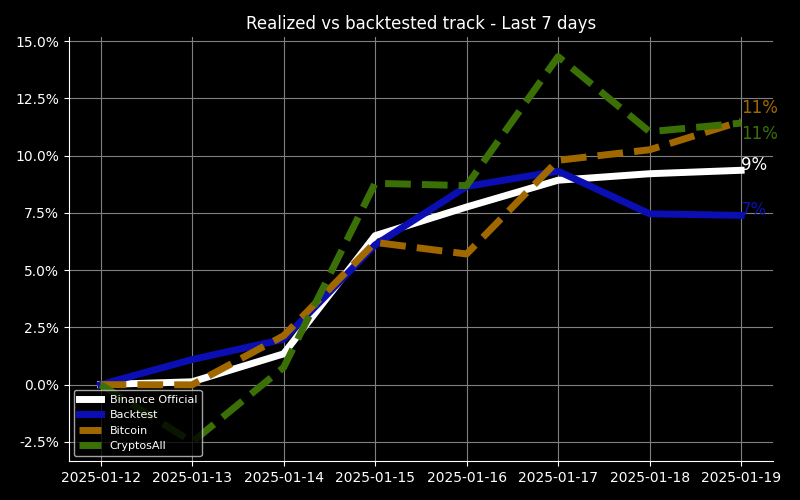 Realized vs backtested track - Last 7 days
15.0%
12.5%
10.0%
7.5%
5.0%
2.5%
0.0%
-2.5%
11%
11%
9%
7%
Binance Official
Backtest
Bitcoin
CryptosAll
2025-01-12 2025-01-13 2025-01-14 2025-01-15 2025-01-16 2025-01-17 2025-01-18 2025-01-19